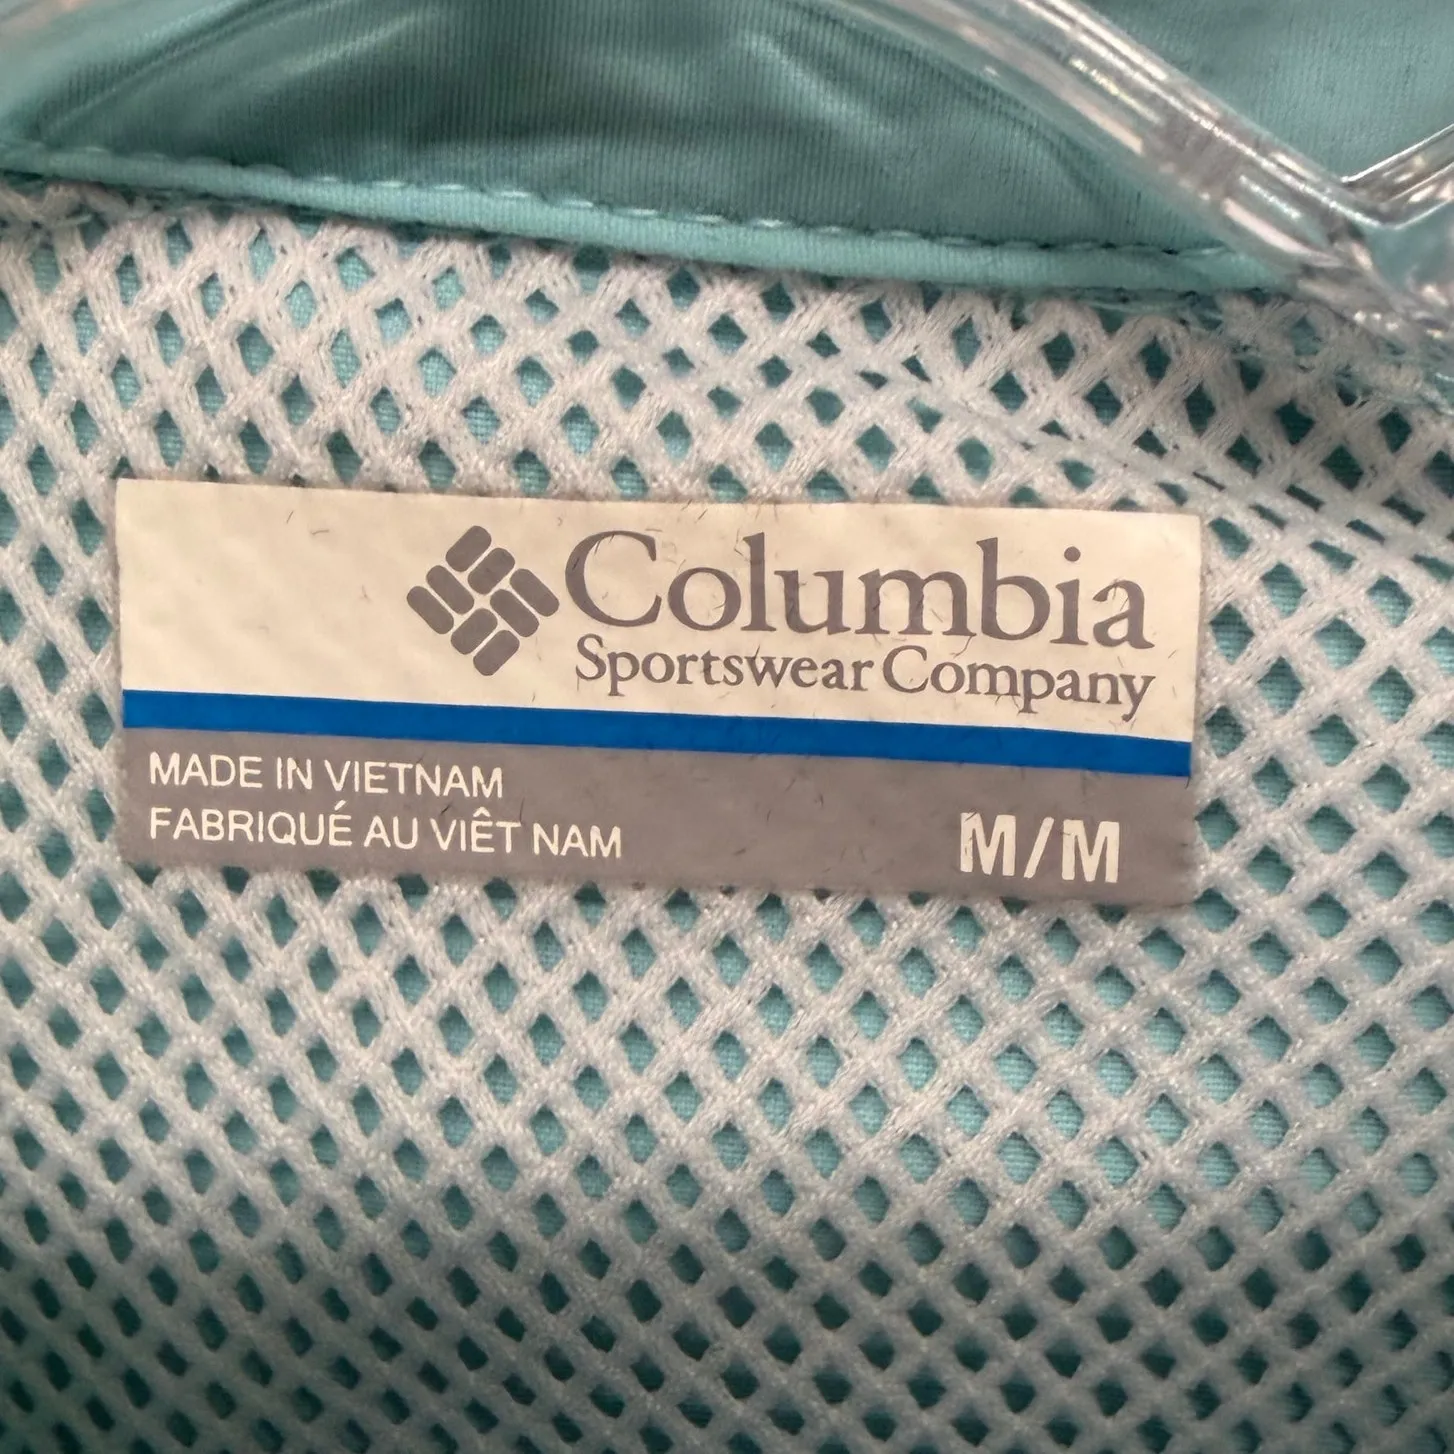 Columbia
Sportswear Company
MADE IN VIETNAM
FABRIQUÉ AU VIÊT NAM
M/M